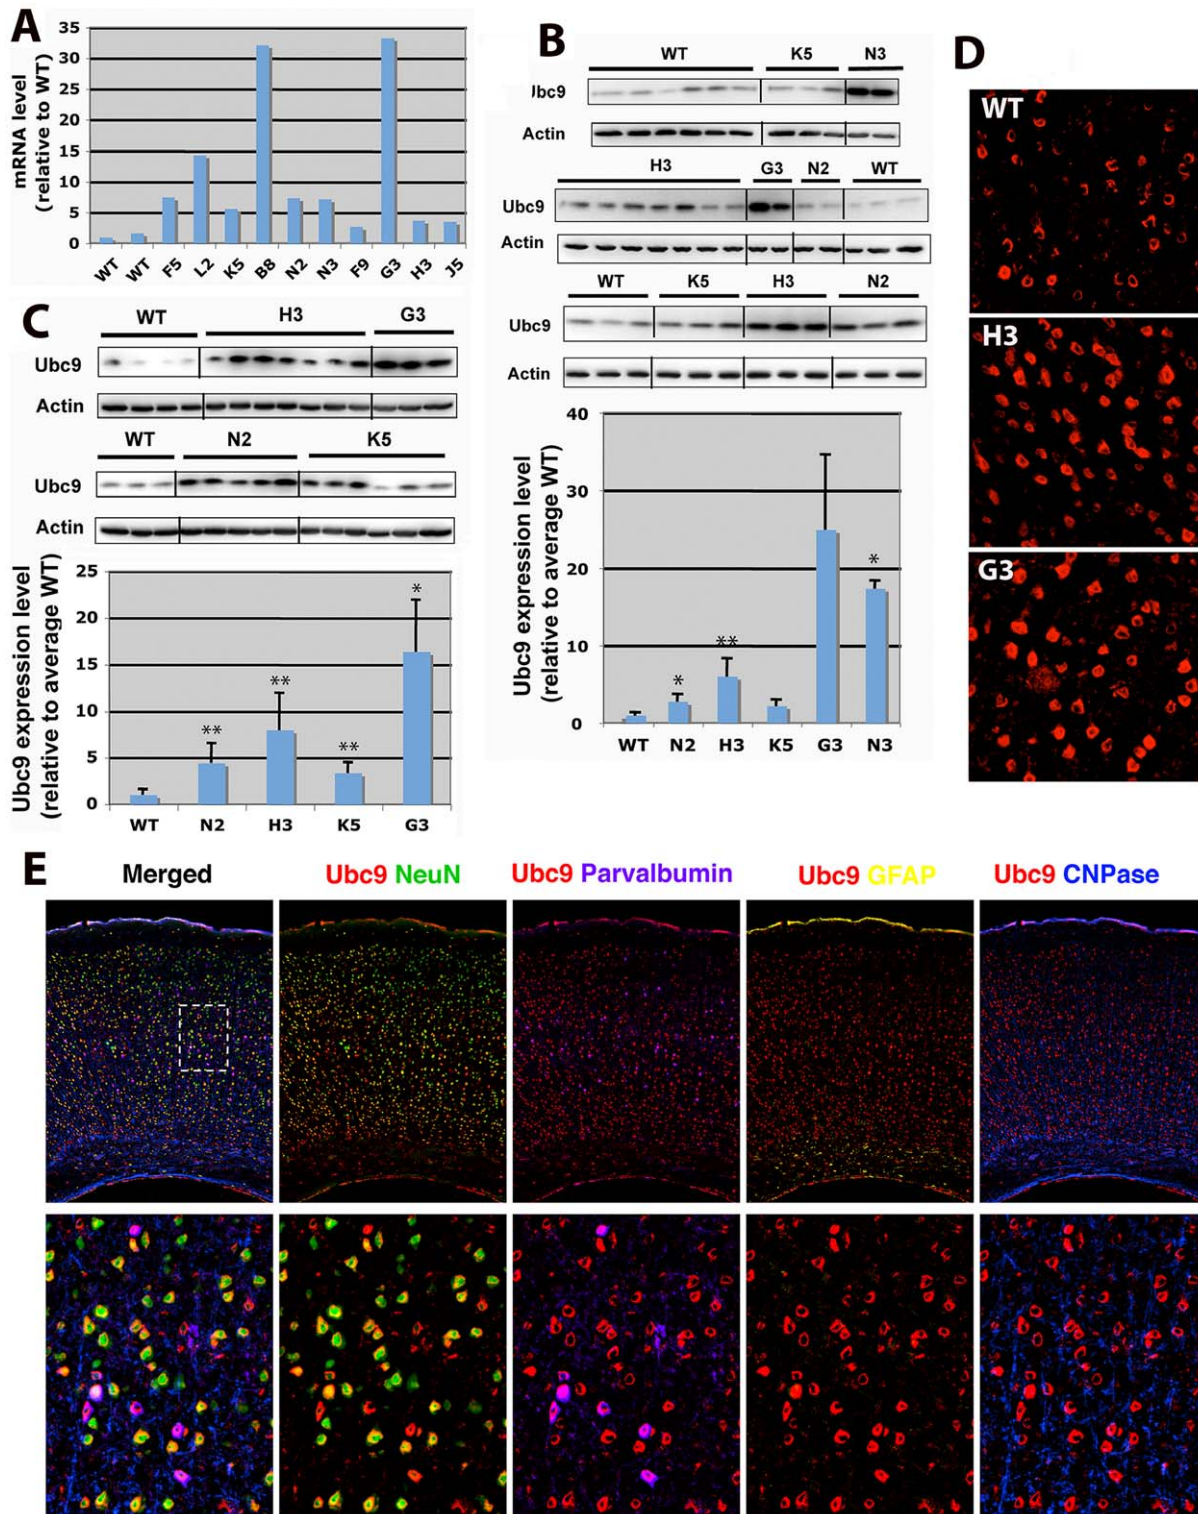 A
mRNA level
(relative to WT)
35
30
25
20
15
10
5
0
WT WT F5 L2 K5 B8 N2 N3 F9 G3 H3 J5
B
WT K5 N3
Ubc9
Actin
H3 G3 N2 WT
Ubc9
Actin
WT K5 H3 N2
Ubc9
Actin
Ubc9 expression level
(relative to average WT)
40
30
20
10
0
* ** *
WT N2 H3 K5 G3 N3
C
WT H3 G3
Ubc9
Actin
WT N2 K5
Ubc9
Actin
Ubc9 expression level
(relative to average WT)
25
20
15
10
5
0
** ** ** *
WT N2 H3 K5 G3
D
WT
H3
G3
E
Merged Ubc9 NeuN Ubc9 Parvalbumin Ubc9 GFAP Ubc9 CNPase